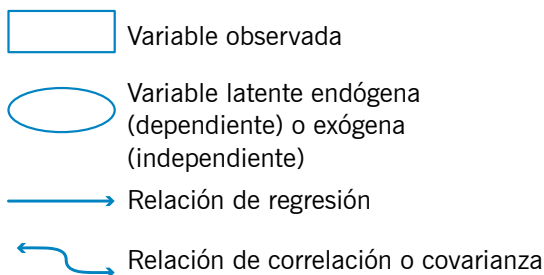 Variable observada
Variable latente endógena
(dependiente) o exógena
(independiente)
Relación de regresión
Relación de correlación o covarianza